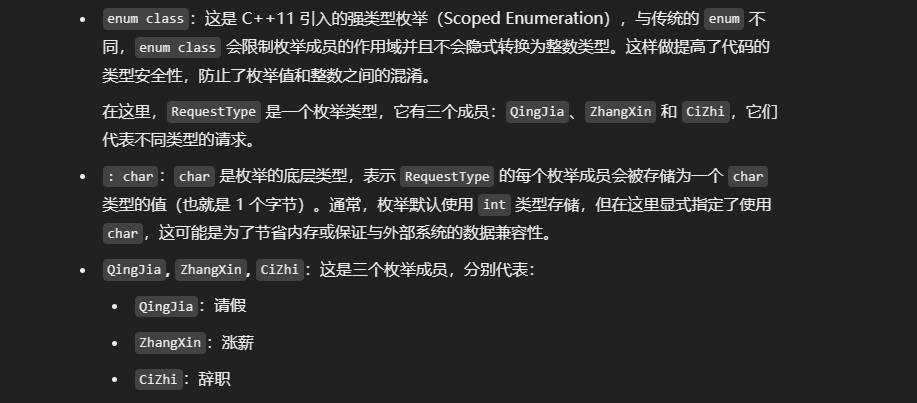 enum class：这是 C++11 引入的强类型枚举（Scoped Enumeration），与传统的 enum 不
同，enum class 会限制枚举成员的作用域并且不会隐式转换为整数类型。这样做提高了代码的
类型安全性，防止了枚举值和整数之间的混淆。
在这里，RequestType 是一个枚举类型，它有三个成员：QingJia、ZhangXin 和 CiZhi，它们
代表不同类型的请求。
: char：char 是枚举的底层类型，表示 RequestType 的每个枚举成员会被存储为一个 char
类型的值（也就是 1 个字节）。通常，枚举默认使用 int 类型存储，但在这里显式指定了使用
char，这可能是为了节省内存或保证与外部系统的数据兼容性。
QingJia, ZhangXin, CiZhi：这是三个枚举成员，分别代表：
QingJia：请假
ZhangXin：涨薪
CiZhi：辞职